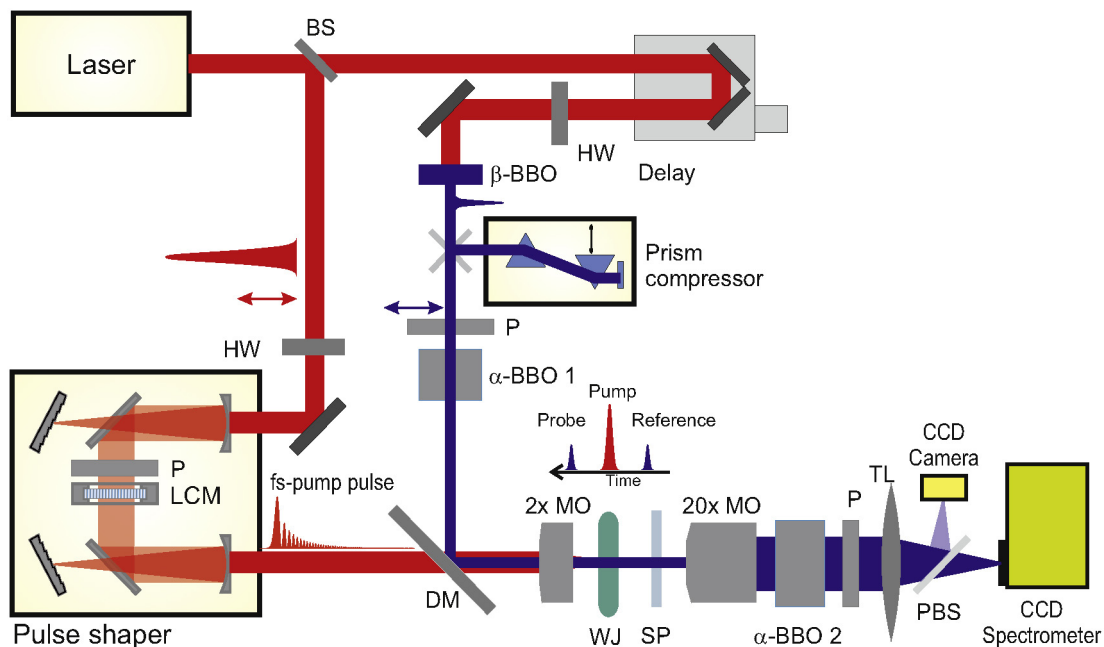 BS
Laser
HW
β-BBO
Delay
Prism
compressor
P
HW
α-BBO 1
Pump
Probe
Reference
Time
CCD
Camera
P
LCM
fs-pump pulse
2x MO
20x MO
P
TL
DM
WJ
SP
α-BBO 2
PBS
CCD
Spectrometer
Pulse shaper